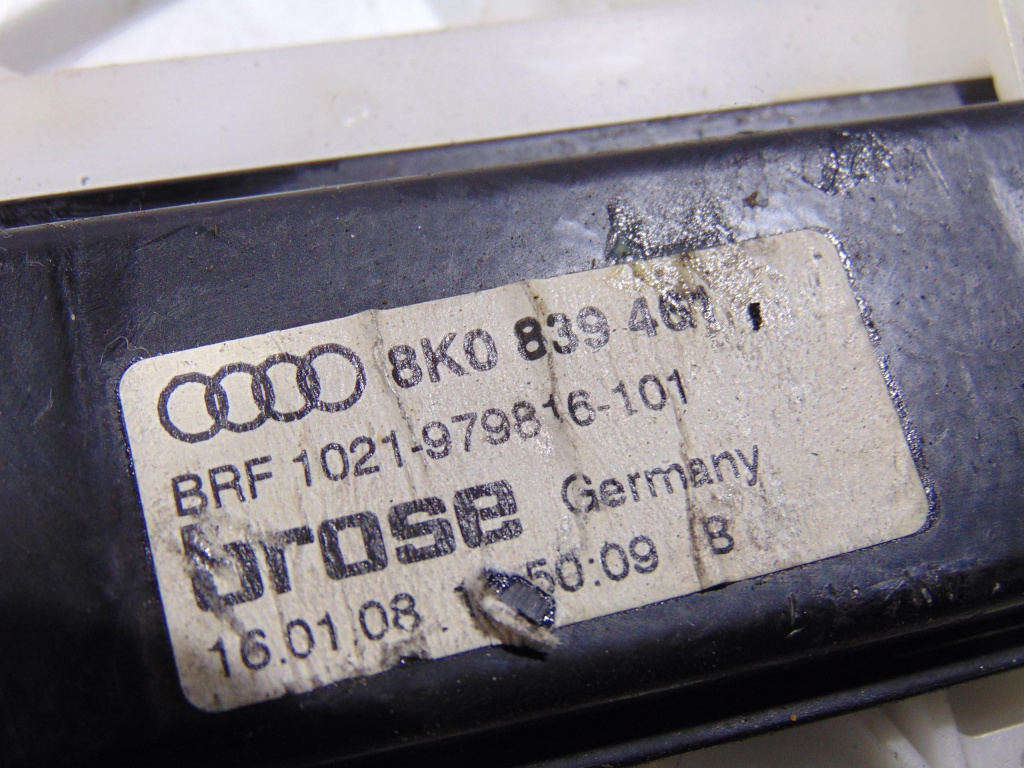 8K0 839 461
BRF 1021-979816-101
brose Germany
16.01.08 50:09 B